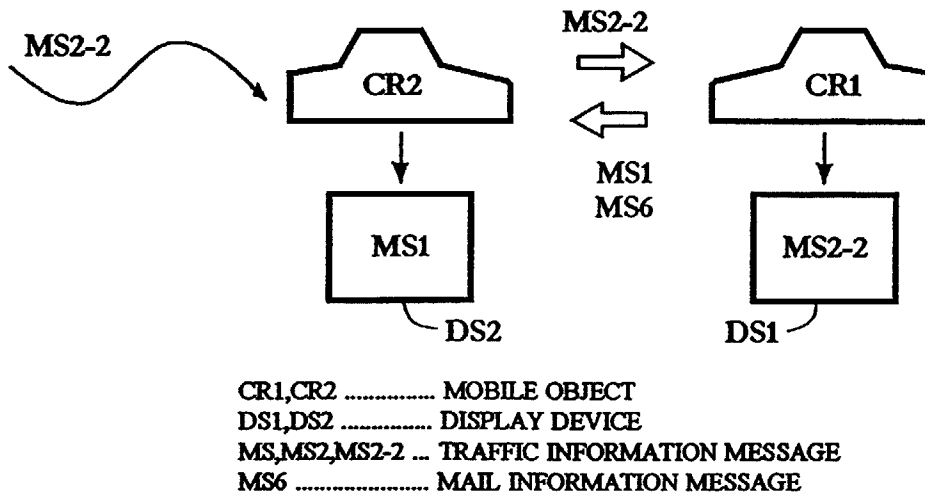 MS2-2
MS2-2
CR2
CR1
MS1
MS6
MS1
MS2-2
DS2
DS1
CR1,CR2 ............... MOBILE OBJECT
DS1,DS2 ............... DISPLAY DEVICE
MS,MS2,MS2-2 ... TRAFFIC INFORMATION MESSAGE
MS6 ...................... MAIL INFORMATION MESSAGE